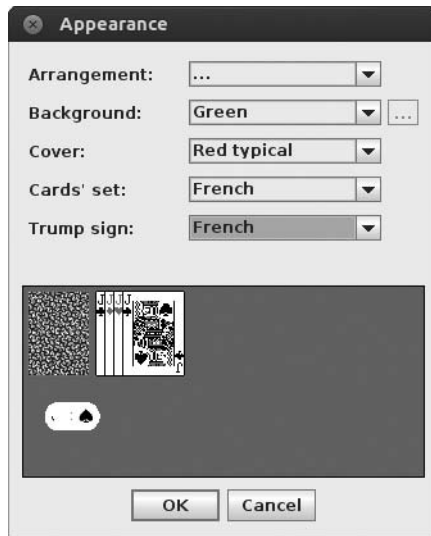 Appearance
Arrangement: ...
Background: Green ...
Cover: Red typical
Cards' set: French
Trump sign: French
J J J J
J
OK Cancel